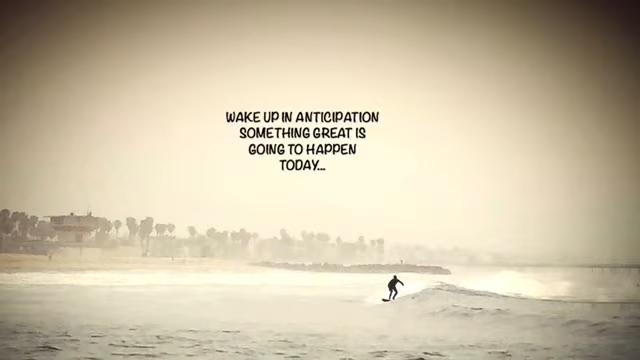 WAKE UP IN ANTICIPATION
SOMETHING GREAT IS
GOING TO HAPPEN
TODAY...